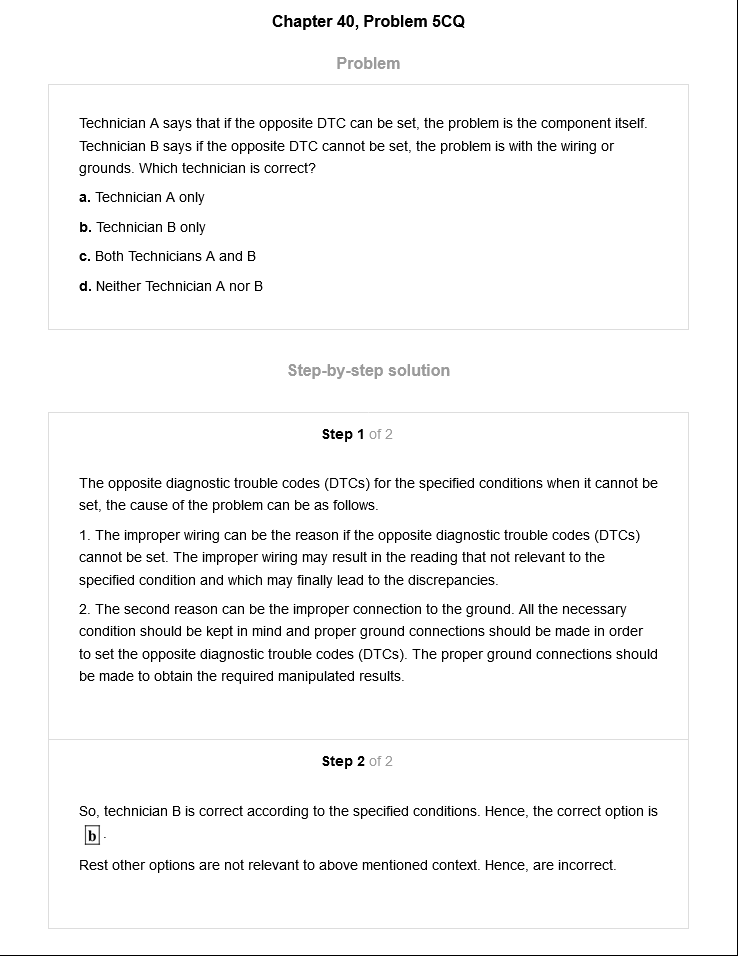 Chapter 40, Problem 5CQ
Problem
Technician A says that if the opposite DTC can be set, the problem is the component itself.
Technician B says if the opposite DTC cannot be set, the problem is with the wiring or
grounds. Which technician is correct?
a. Technician A only
b. Technician B only
c. Both Technicians A and B
d. Neither Technician A nor B
Step-by-step solution
Step 1 of 2
The opposite diagnostic trouble codes (DTCs) for the specified conditions when it cannot be
set, the cause of the problem can be as follows.
1. The improper wiring can be the reason if the opposite diagnostic trouble codes (DTCs)
cannot be set. The improper wiring may result in the reading that not relevant to the
specified condition and which may finally lead to the discrepancies.
2. The second reason can be the improper connection to the ground. All the necessary
condition should be kept in mind and proper ground connections should be made in order
to set the opposite diagnostic trouble codes (DTCs). The proper ground connections should
be made to obtain the required manipulated results.
Step 2 of 2
So, technician B is correct according to the specified conditions. Hence, the correct option is
b.
Rest other options are not relevant to above mentioned context. Hence, are incorrect.